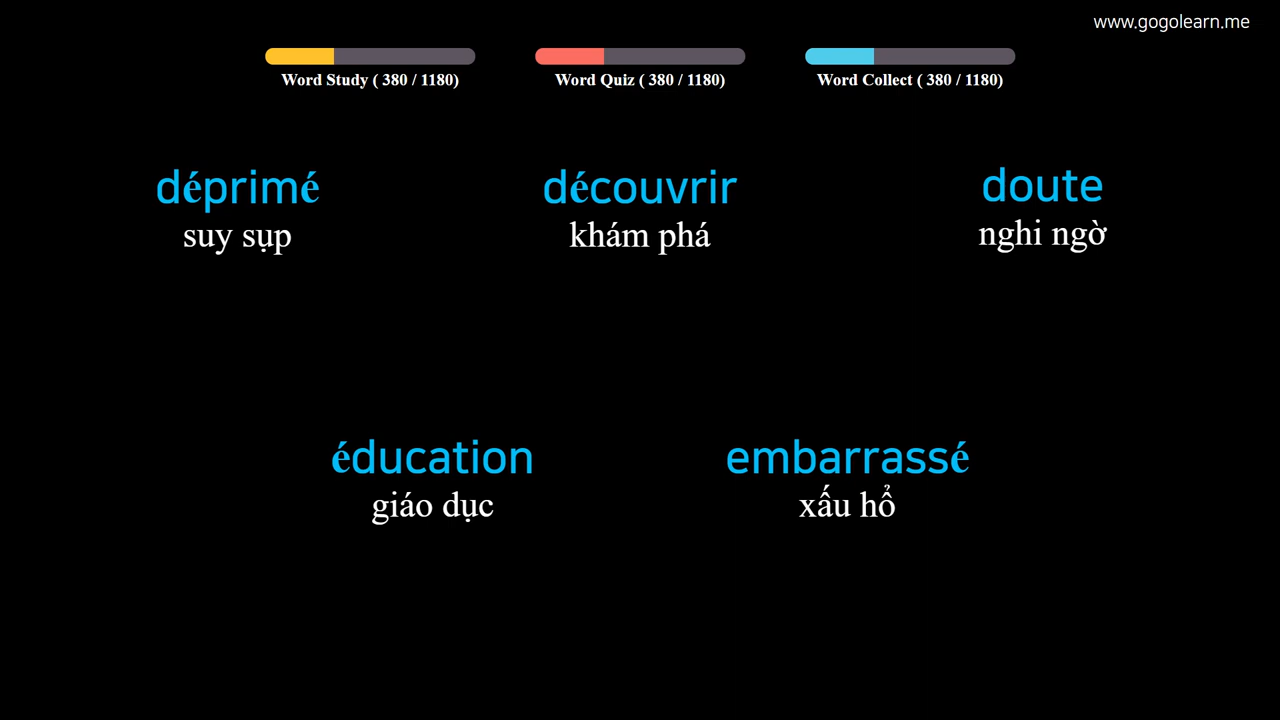 www.gogolearn.me
Word Study ( 380 / 1180)
Word Quiz ( 380 / 1180)
Word Collect ( 380 / 1180)
déprimé
suy sụp
découvrir
khám phá
doute
nghi ngờ
éducation
giáo dục
embarrassé
xấu hổ